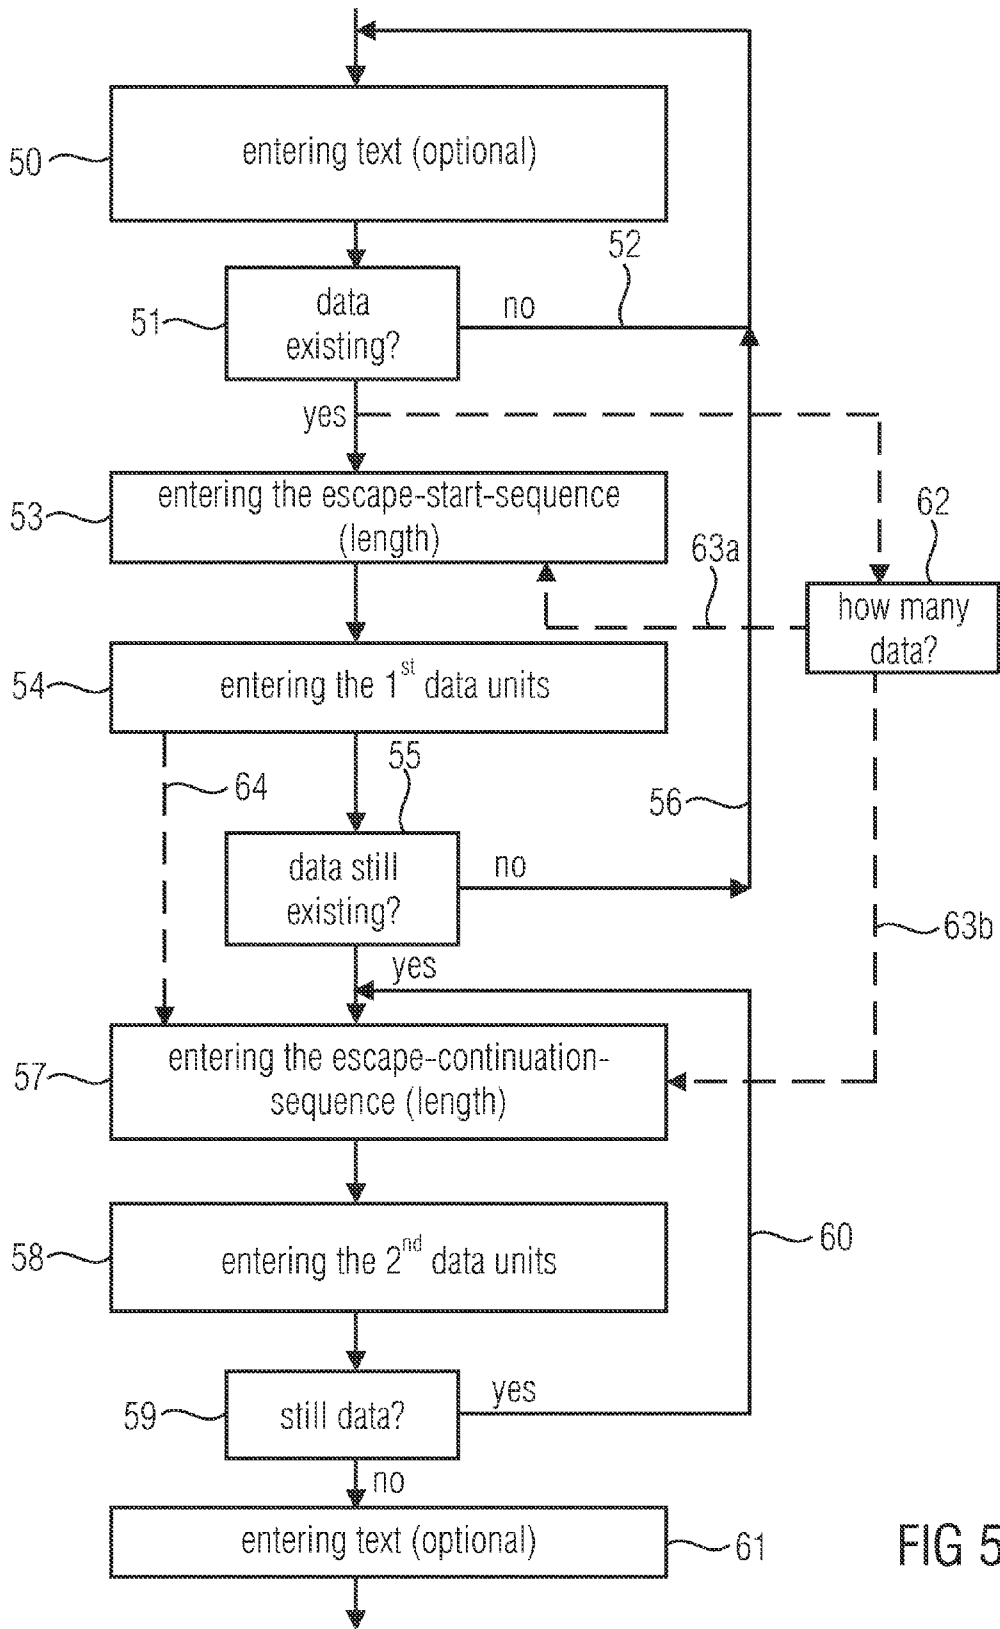 entering text (optional)
50
52
data
existing?
no
51
yes
entering the escape-start-sequence
(length)
53
62
63a
how many
data?
entering the 1st data units
54
55
64
56
data still
existing?
no
63b
yes
entering the escape-continuation-
sequence (length)
57
entering the 2nd data units
58
60
still data?
yes
59
no
entering text (optional)
61
FIG 5